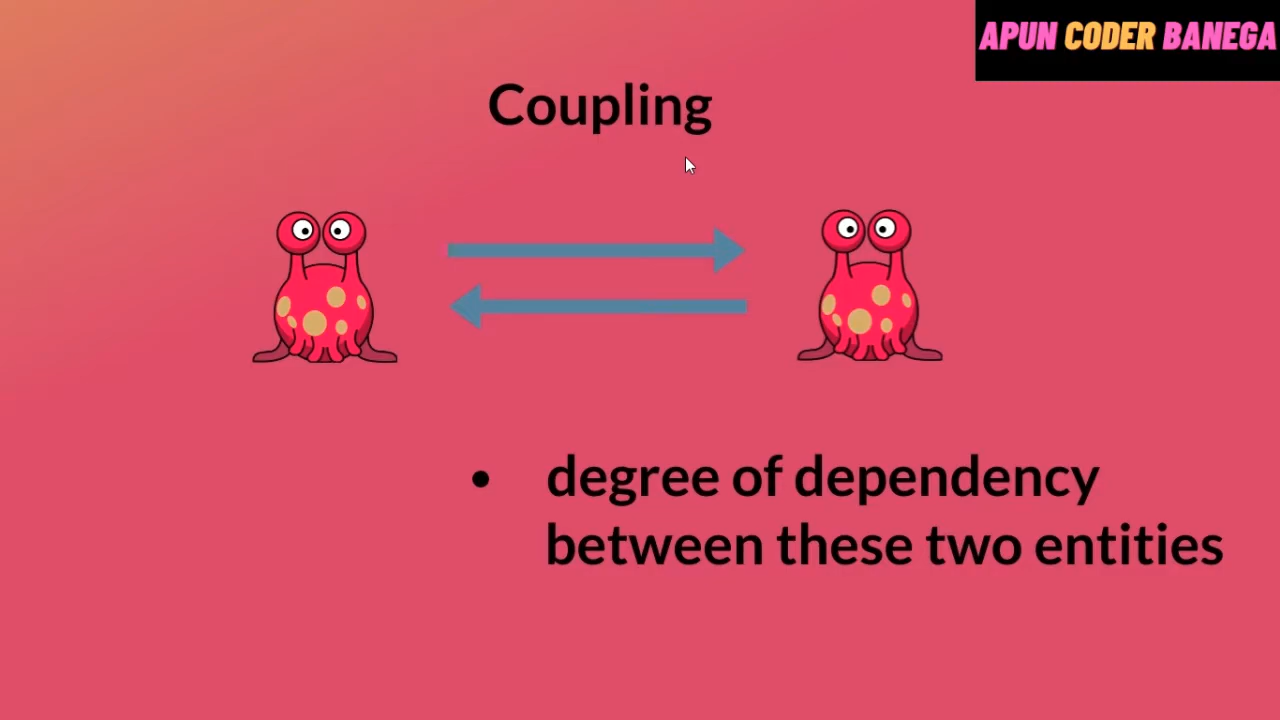 APUN CODER BANEGA
Coupling
• degree of dependency
between these two entities